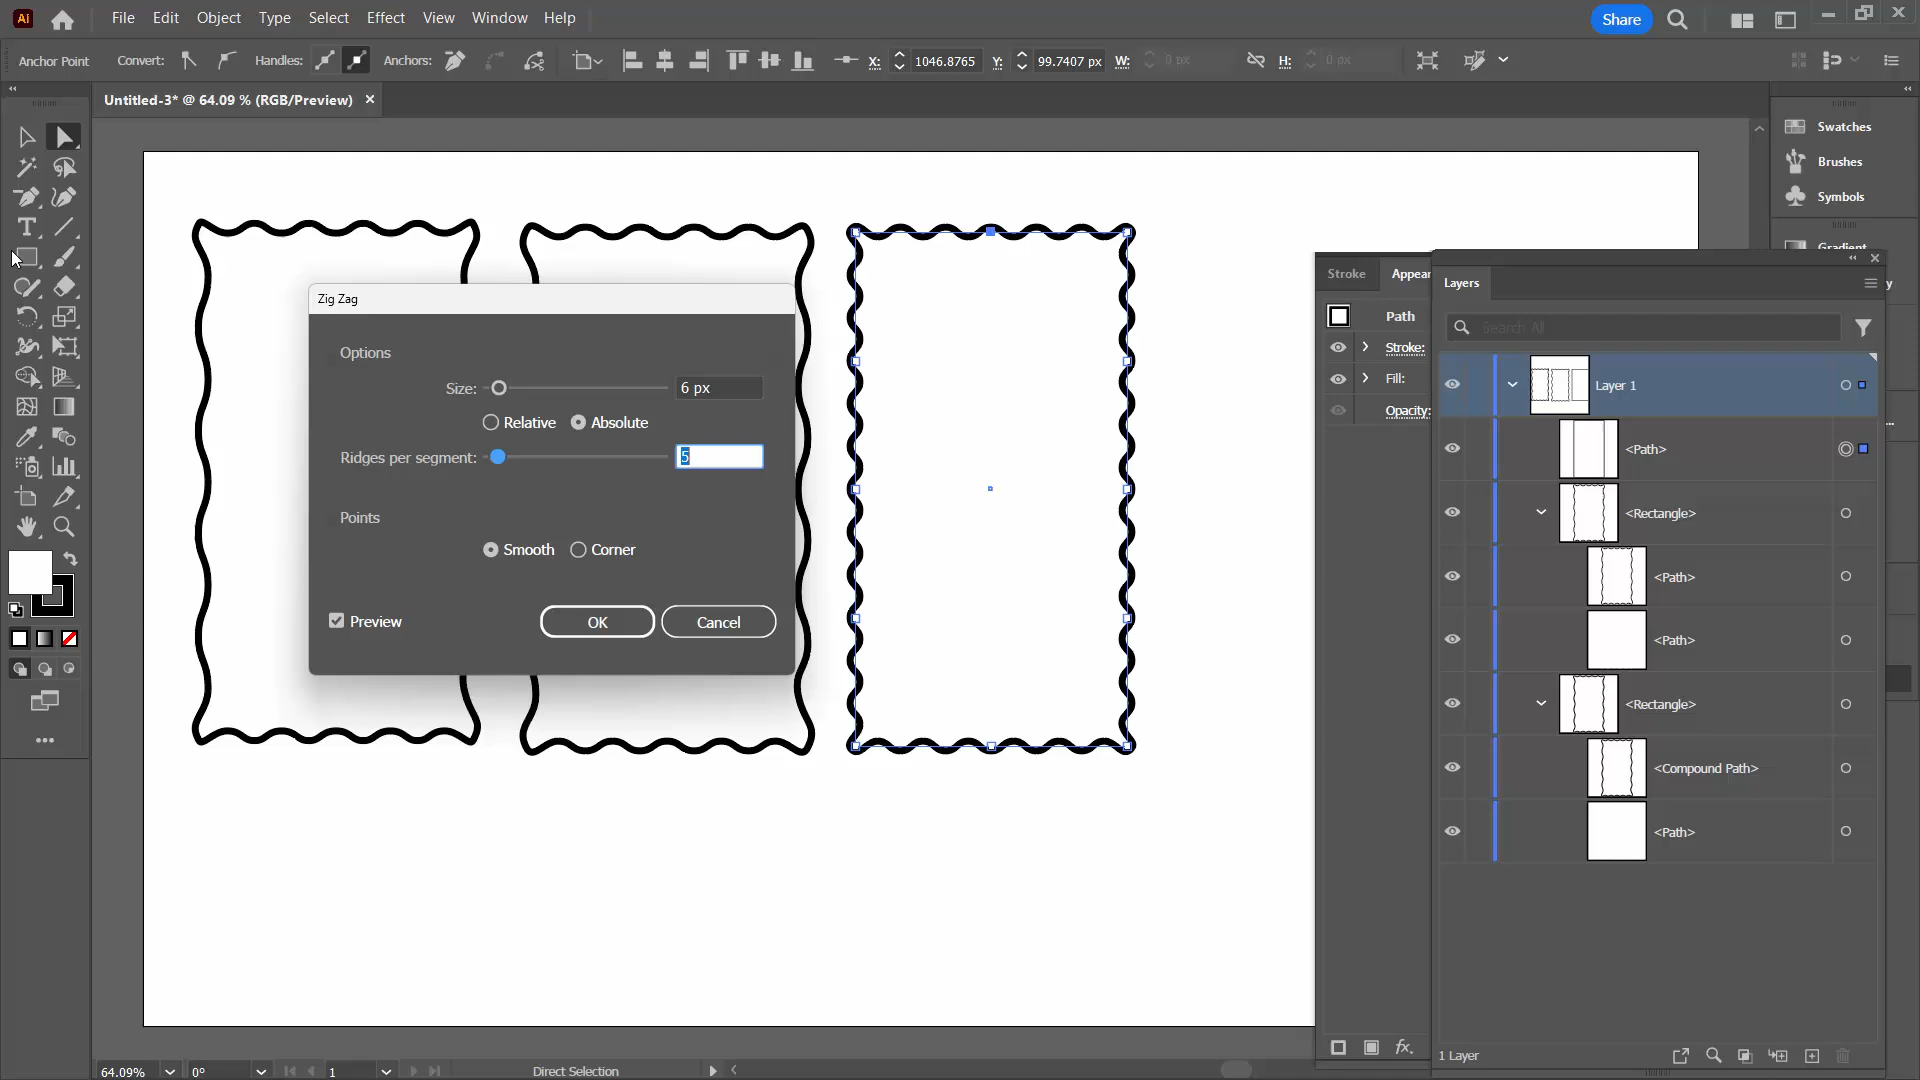 Ai File Edit Object Type Select Effect View Window Help Share
Anchor Point Convert: Handles: Anchors: X: 1046.8765 Y: 99.7407 px W: 0 px H: 0 px
Untitled-3* @ 64.09 % (RGB/Preview) ×
Swatches
Brushes
Symbols
Gradient
Zig Zag
Options
Size: 6 px
Relative Absolute
Ridges per segment: 5
Points
Smooth Corner
Preview OK Cancel
Stroke Appear
Path
Stroke:
Fill:
Opacity:
Layers
Search All
Layer 1
<Path>
<Rectangle>
<Path>
<Path>
<Rectangle>
<Compound Path>
<Path>
1 Layer
64.09% 0° 1 Direct Selection